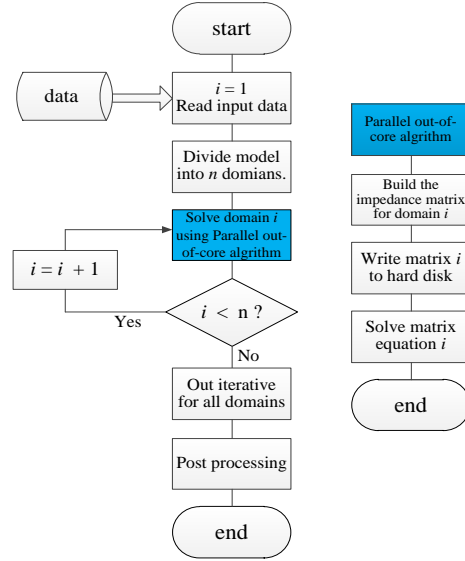 start
data
i = 1
Read input data
Divide model
into n domians.
Solve domain i
using Parallel out-
of-core algorithm
i = i + 1
i < n ?
Yes
No
Out iterative
for all domains
Post processing
end
Parallel out-of-
core algrithm
Build the
impedance matrix
for domain i
Write matrix i
to hard disk
Solve matrix
equation i
end